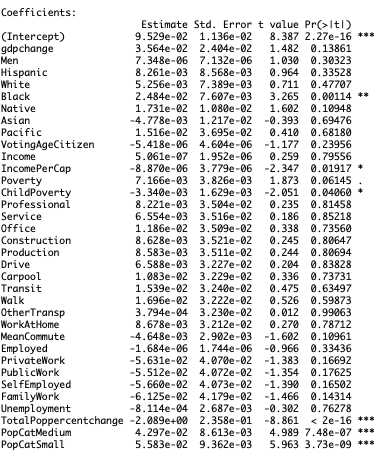 Coefficients:
Estimate Std. Error t value Pr(>|t|)
(Intercept) 9.529e-02 1.136e-02 8.387 2.27e-16 ***
gdpchange 3.564e-02 2.404e-02 1.482 0.13861
Men 7.348e-06 7.132e-06 1.030 0.30323
Hispanic 8.261e-03 8.568e-03 0.964 0.33528
White 5.256e-03 7.389e-03 0.711 0.47707
Black 2.484e-02 7.607e-03 3.265 0.00114 **
Native 1.731e-02 1.080e-02 1.602 0.10948
Asian -4.778e-03 1.217e-02 -0.393 0.69476
Pacific 1.516e-02 3.695e-02 0.410 0.68180
VotingAgeCitizen -5.418e-06 4.604e-06 -1.177 0.23956
Income 5.061e-07 1.952e-06 0.259 0.79556
IncomePerCap -8.870e-06 3.779e-06 -2.347 0.01917 *
Poverty 7.166e-03 3.826e-03 1.873 0.06145 .
ChildPoverty -3.340e-03 1.629e-03 -2.051 0.04060 *
Professional 8.221e-03 3.504e-02 0.235 0.81458
Service 6.554e-03 3.516e-02 0.186 0.85218
Office 1.186e-02 3.509e-02 0.338 0.73560
Construction 8.628e-03 3.521e-02 0.245 0.80647
Production 8.583e-03 3.511e-02 0.244 0.80694
Drive 6.588e-03 3.227e-02 0.204 0.83828
Carpool 1.083e-02 3.229e-02 0.336 0.73731
Transit 1.539e-02 3.240e-02 0.475 0.63497
Walk 1.696e-02 3.222e-02 0.526 0.59873
OtherTransp 3.794e-04 3.230e-02 0.012 0.99063
WorkAtHome 8.678e-03 3.212e-02 0.270 0.78712
MeanCommute -4.648e-03 2.902e-03 -1.602 0.10961
Employed -1.684e-06 1.744e-06 -0.966 0.33436
PrivateWork -5.631e-02 4.070e-02 -1.383 0.16692
PublicWork -5.512e-02 4.072e-02 -1.354 0.17625
SelfEmployed -5.660e-02 4.073e-02 -1.390 0.16502
FamilyWork -6.125e-02 4.179e-02 -1.466 0.14314
Unemployment -8.114e-04 2.687e-03 -0.302 0.76278
TotalPoppercentchange -2.089e+00 2.358e-01 -8.861 < 2e-16 ***
PopCatMedium 4.297e-02 8.613e-03 4.989 7.48e-07 ***
PopCatSmall 5.583e-02 9.362e-03 5.963 3.73e-09 ***